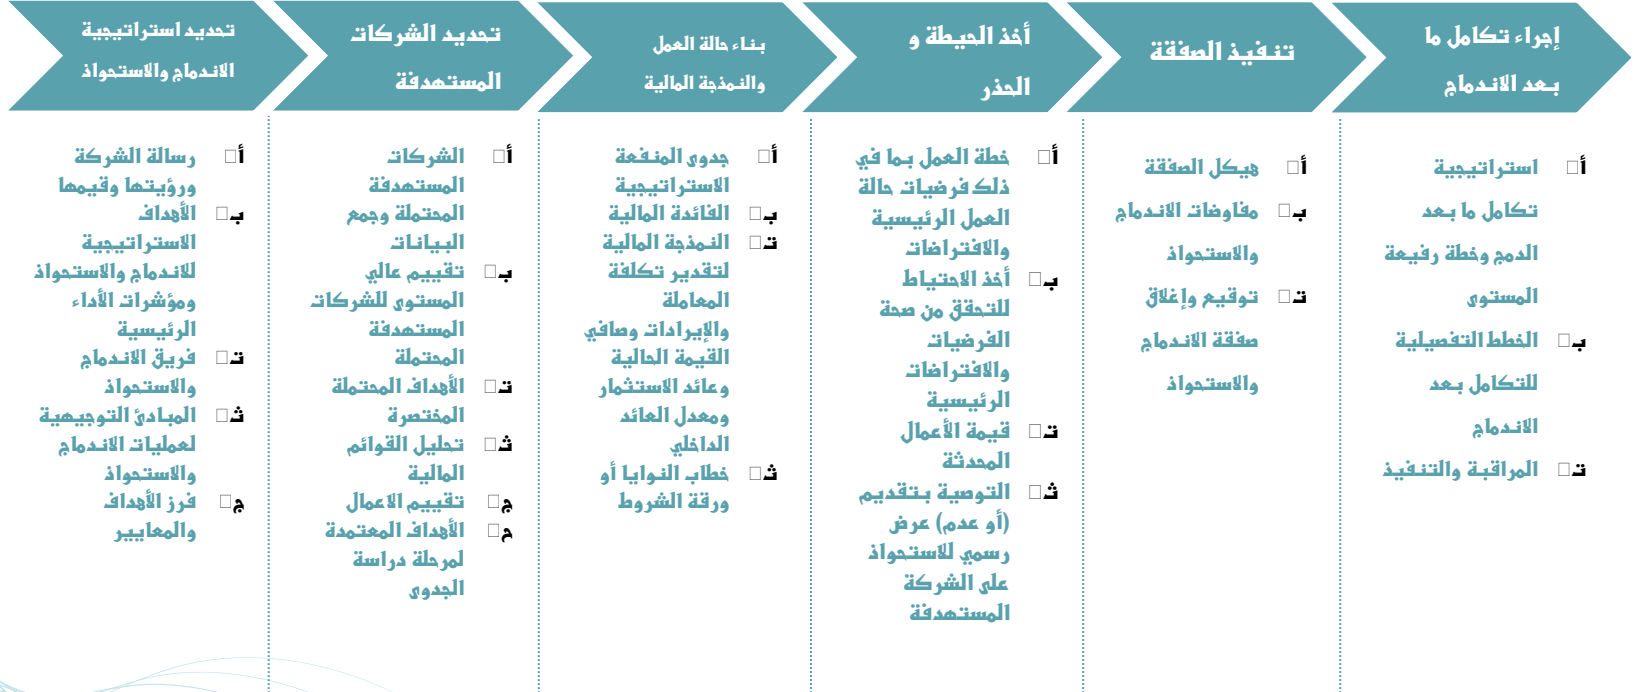 تحديد استراتيجية
الاندماج والاستحواذ
أ□ رسالة الشركة
ورؤيتها وقيمها
ب□ الأهداف
الاستراتيجية
للاندماج والاستحواذ
ومؤشرات الأداء
الرئيسية
ت□ فريق الاندماج
والاستحواذ
ث□ المبادئ التوجيهية
لعمليات الاندماج
والاستحواذ
ج□ فرز الأهداف
والمعايير
تحديد الشركات
المستهدفة
أ□ الشركات
المستهدفة
المحتملة وجمع
البيانات
ب□ تقييم عالي
المستوى للشركات
المستهدفة
المحتملة
ت□ الأهداف المحتملة
المختصرة
ث□ تحليل القوائم
المالية
ج□ تقييم الاعمال
ح□ الأهداف المعتمدة
لمرحلة دراسة
الجدوى
بناء حالة العمل
والنمذجة المالية
أ□ جدوى المنفعة
الاستراتيجية
ب□ الفائدة المالية
ت□ النمذجة المالية
لتقدير تكلفة
المعاملة
والإيرادات وصافي
القيمة الحالية
وعائد الاستثمار
ومعدل العائد
الداخلي
ث□ خطاب النوايا أو
ورقة الشروط
أخذ الحيطة و
الحذر
أ□ خطة العمل بما في
ذلك فرضيات حالة
العمل الرئيسية
والافتراضات
ب□ أخذ الاحتياط
للتحقق من صحة
الفرضيات
والافتراضات
الرئيسية
ت□ قيمة الأعمال
المحدثة
ث□ التوصية بتقديم
(أو عدم) عرض
رسمي للاستحواذ
على الشركة
المستهدفة
تنفيذ الصفقة
أ□ هيكل الصفقة
ب□ مفاوضات الاندماج
والاستحواذ
ت□ توقيع وإغلاق
صفقة الاندماج
والاستحواذ
إجراء تكامل ما
بعد الاندماج
أ□ استراتيجية
تكامل ما بعد
الدمج وخطة رفيعة
المستوى
ب□ الخطط التفصيلية
للتكامل بعد
الاندماج
ت□ المراقبة والتنفيذ